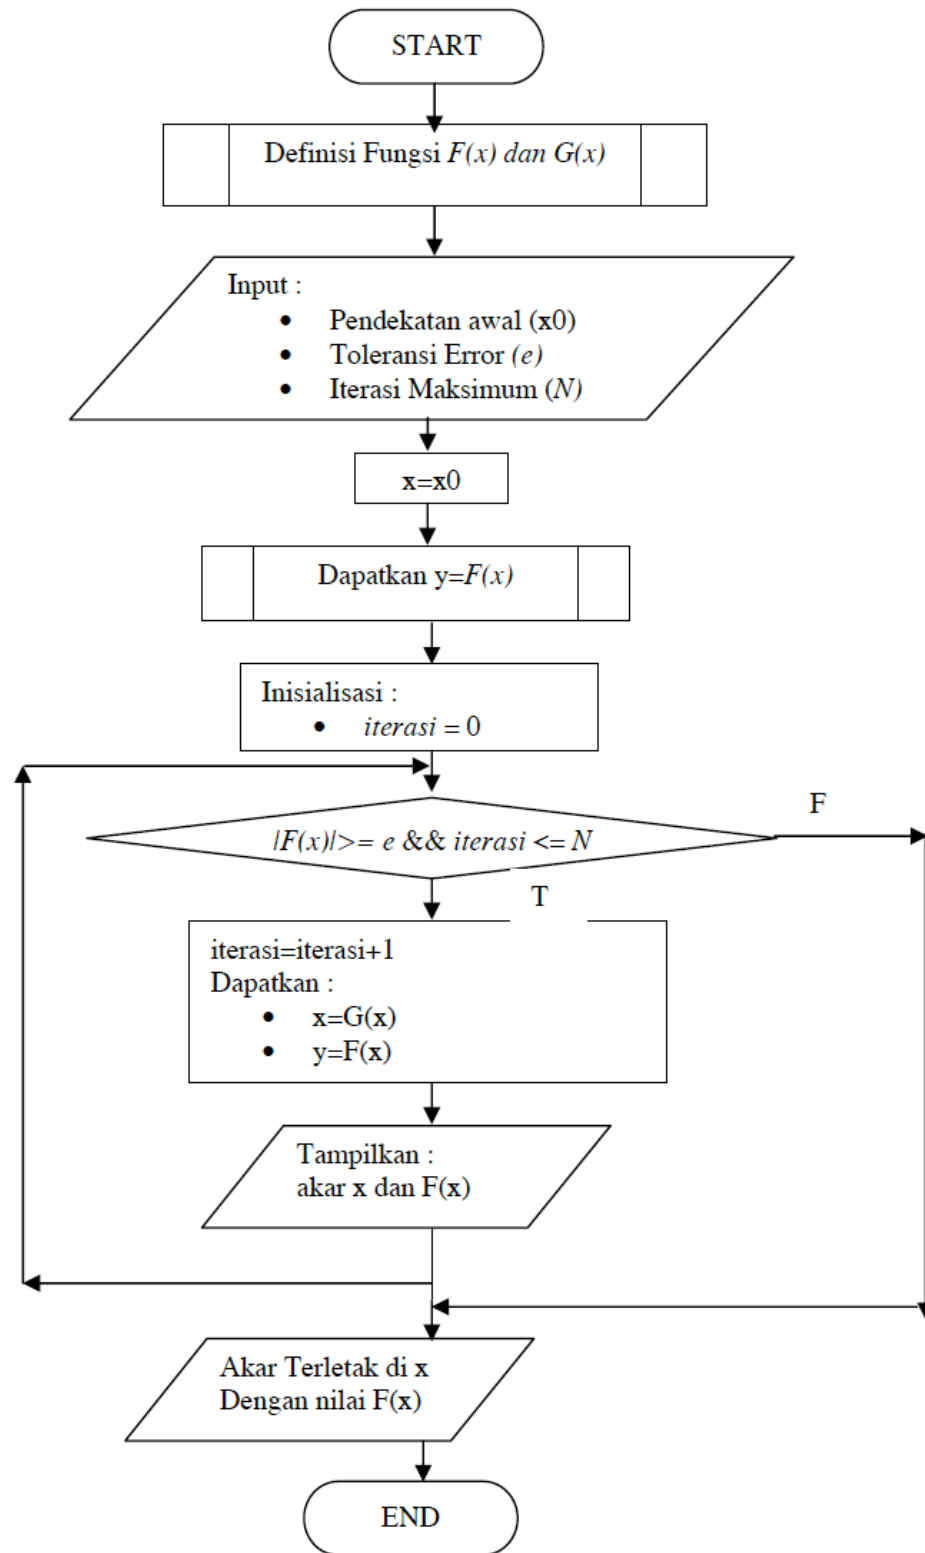 START
Definisi Fungsi F(x) dan G(x)
Input :
• Pendekatan awal (x0)
• Toleransi Error (e)
• Iterasi Maksimum (N)
x=x0
Dapatkan y=F(x)
Inisialisasi :
• iterasi = 0
|F(x)|>= e && iterasi <= N
F
T
iterasi=iterasi+1
Dapatkan :
• x=G(x)
• y=F(x)
Tampilkan :
akar x dan F(x)
Akar Terletak di x
Dengan nilai F(x)
END